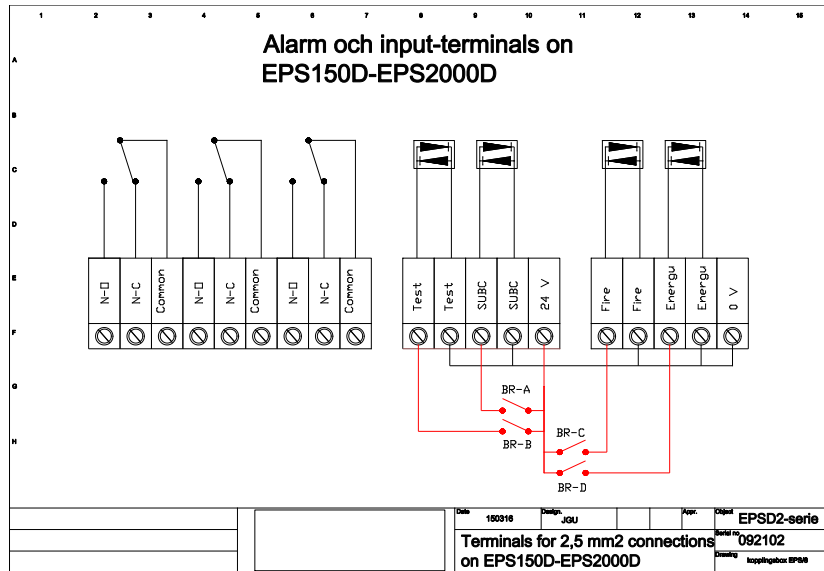 1 2 3 4 5 6 7 8 9 10 11 12 13 14 15
Alarm och input-terminals on
EPS150D-EPS2000D
A
B
C
D
E
F
G
H
N-O N-C Common N-O N-C Common N-O N-C Common
Test Test SUBC SUBC 24 V
Fire Fire Energu Energu 0 V
BR-A
BR-B
BR-C
BR-D
Date 150316 Design. JGU Appr. Object EPSD2-serie
Terminals for 2,5 mm2 connections
on EPS150D-EPS2000D
Serial no 092102
Drawing kopplingsbox